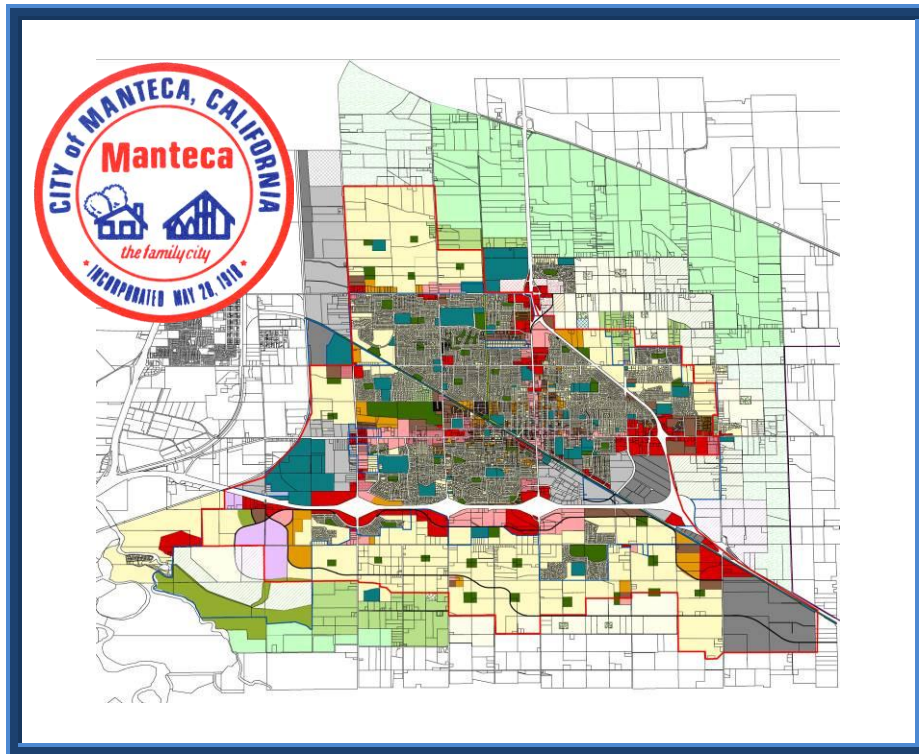 CITY of MANTECA, CALIFORNIA
Manteca
the family city
INCORPORATED MAY 28, 1918